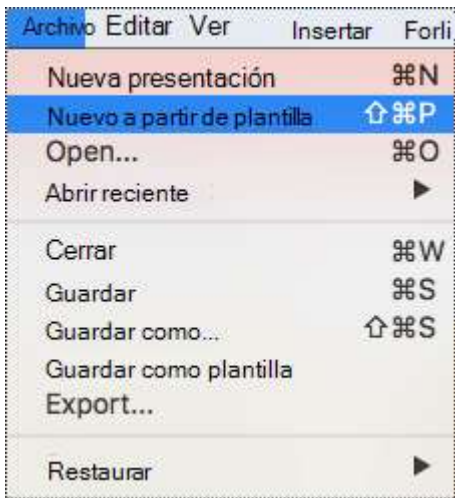 Archivo Editar Ver Insertar Forli
Nueva presentación ⌘N
Nuevo a partir de plantilla ⇧⌘P
Open... ⌘O
Abrir reciente ▶
Cerrar ⌘W
Guardar ⌘S
Guardar como... ⇧⌘S
Guardar como plantilla
Export...
Restaurar ▶